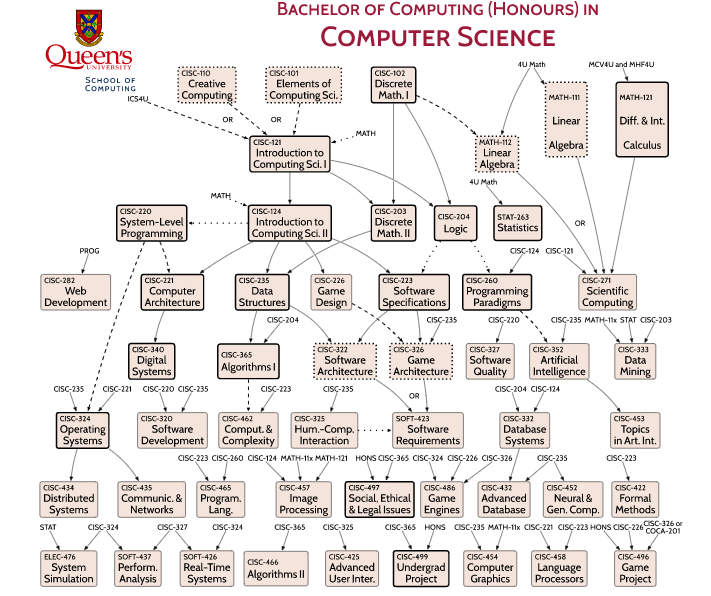 BACHELOR OF COMPUTING (HONOURS) IN
COMPUTER SCIENCE
Queen's
UNIVERSITY
SCHOOL OF
COMPUTING
4U Math
MCV4U and MHF4U
ICS4U
CISC-110
Creative
Computing
CISC-101
Elements of
Computing Sci.
CISC-102
Discrete
Math. I
MATH-111
Linear
Algebra
MATH-121
Diff. & Int.
Calculus
OR
OR
MATH
CISC-121
Introduction to
Computing Sci. I
MATH-112
Linear
Algebra
4U Math
MATH
CISC-220
System-Level
Programming
CISC-124
Introduction to
Computing Sci. II
CISC-203
Discrete
Math. II
CISC-204
Logic
STAT-263
Statistics
OR
PROG
CISC-124
CISC-121
CISC-282
Web
Development
CISC-221
Computer
Architecture
CISC-235
Data
Structures
CISC-226
Game
Design
CISC-223
Software
Specifications
CISC-260
Programming
Paradigms
CISC-271
Scientific
Computing
CISC-204
CISC-235
CISC-220
CISC-235
MATH-11x
STAT
CISC-203
CISC-340
Digital
Systems
CISC-365
Algorithms I
CISC-322
Software
Architecture
CISC-326
Game
Architecture
CISC-327
Software
Quality
CISC-352
Artificial
Intelligence
CISC-333
Data
Mining
CISC-235
CISC-221
CISC-220
CISC-235
CISC-223
CISC-235
OR
CISC-204
CISC-124
CISC-324
Operating
Systems
CISC-320
Software
Development
CISC-462
Comput. &
Complexity
CISC-325
Hum.-Comp.
Interaction
SOFT-423
Software
Requirements
CISC-332
Database
Systems
CISC-453
Topics
in Art. Int.
CISC-223
CISC-260
CISC-124
MATH-11x
MATH-121
HONS
CISC-365
CISC-324
CISC-226
CISC-326
CISC-235
CISC-223
CISC-434
Distributed
Systems
CISC-435
Communic. &
Networks
CISC-465
Program.
Lang.
CISC-457
Image
Processing
CISC-497
Social, Ethical
& Legal Issues
CISC-486
Game
Engines
CISC-432
Advanced
Database
CISC-452
Neural &
Gen. Comp.
CISC-422
Formal
Methods
STAT
CISC-324
CISC-327
CISC-324
CISC-365
CISC-325
CISC-365
HONS
CISC-235
MATH-11x
CISC-221
CISC-223
HONS
CISC-226
CISC-326 or
COCA-201
ELEC-476
System
Simulation
SOFT-437
Perform.
Analysis
SOFT-426
Real-Time
Systems
CISC-466
Algorithms II
CISC-425
Advanced
User Inter.
CISC-499
Undergrad
Project
CISC-454
Computer
Graphics
CISC-458
Language
Processors
CISC-496
Game
Project